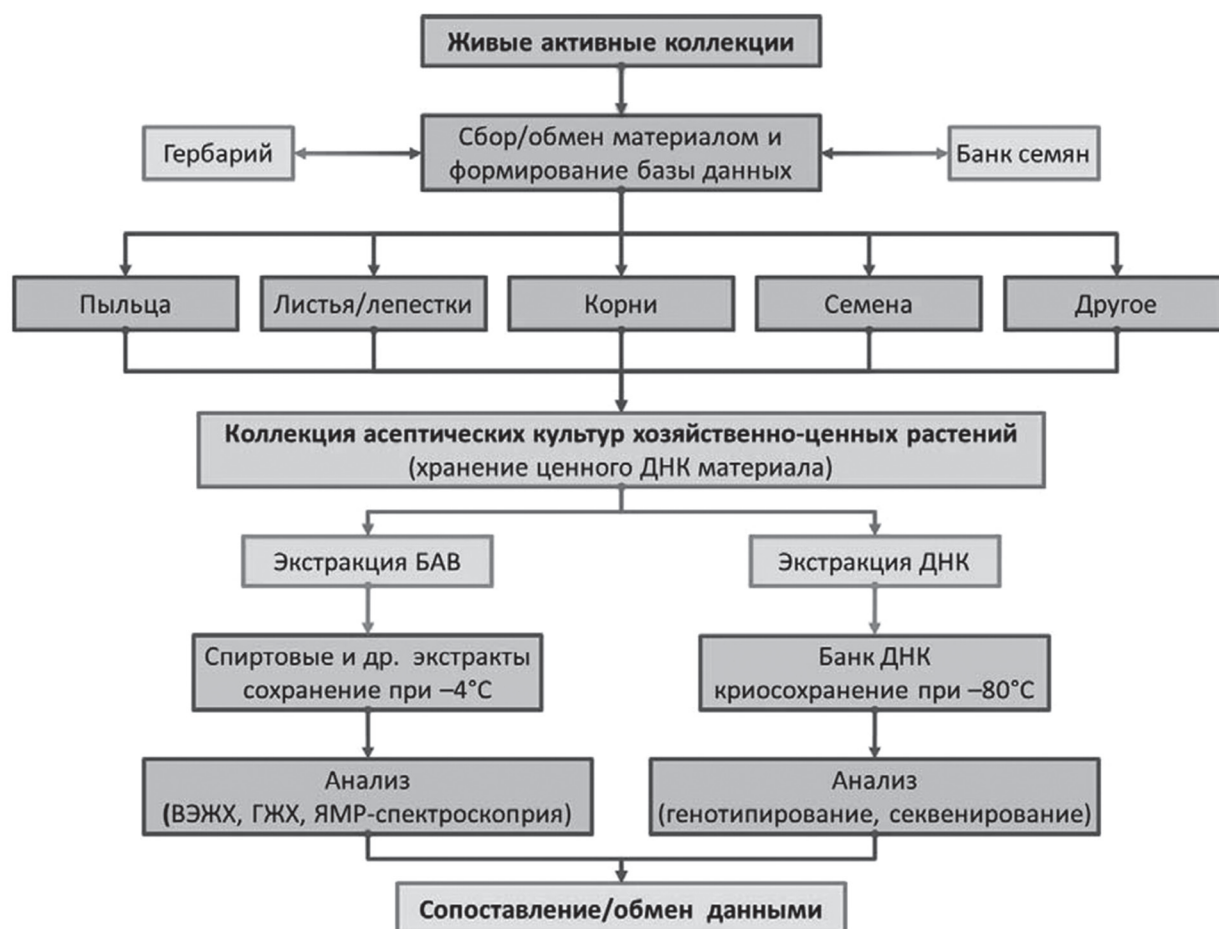 Живые активные коллекции
Сбор/обмен материалом и
формирование базы данных
Гербарий
Банк семян
Пыльца
Листья/лепестки
Корни
Семена
Другое
Коллекция асептических культур хозяйственно-ценных растений
(хранение ценного ДНК материала)
Экстракция БАВ
Экстракция ДНК
Спиртовые и др. экстракты
сохранение при –4°C
Банк ДНК
криосохранение при –80°C
Анализ
(ВЭЖХ, ГЖХ, ЯМР-спектроскоприя)
Анализ
(генотипирование, секвенирование)
Сопоставление/обмен данными